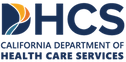 DHCS
CALIFORNIA DEPARTMENT OF
HEALTH CARE SERVICES